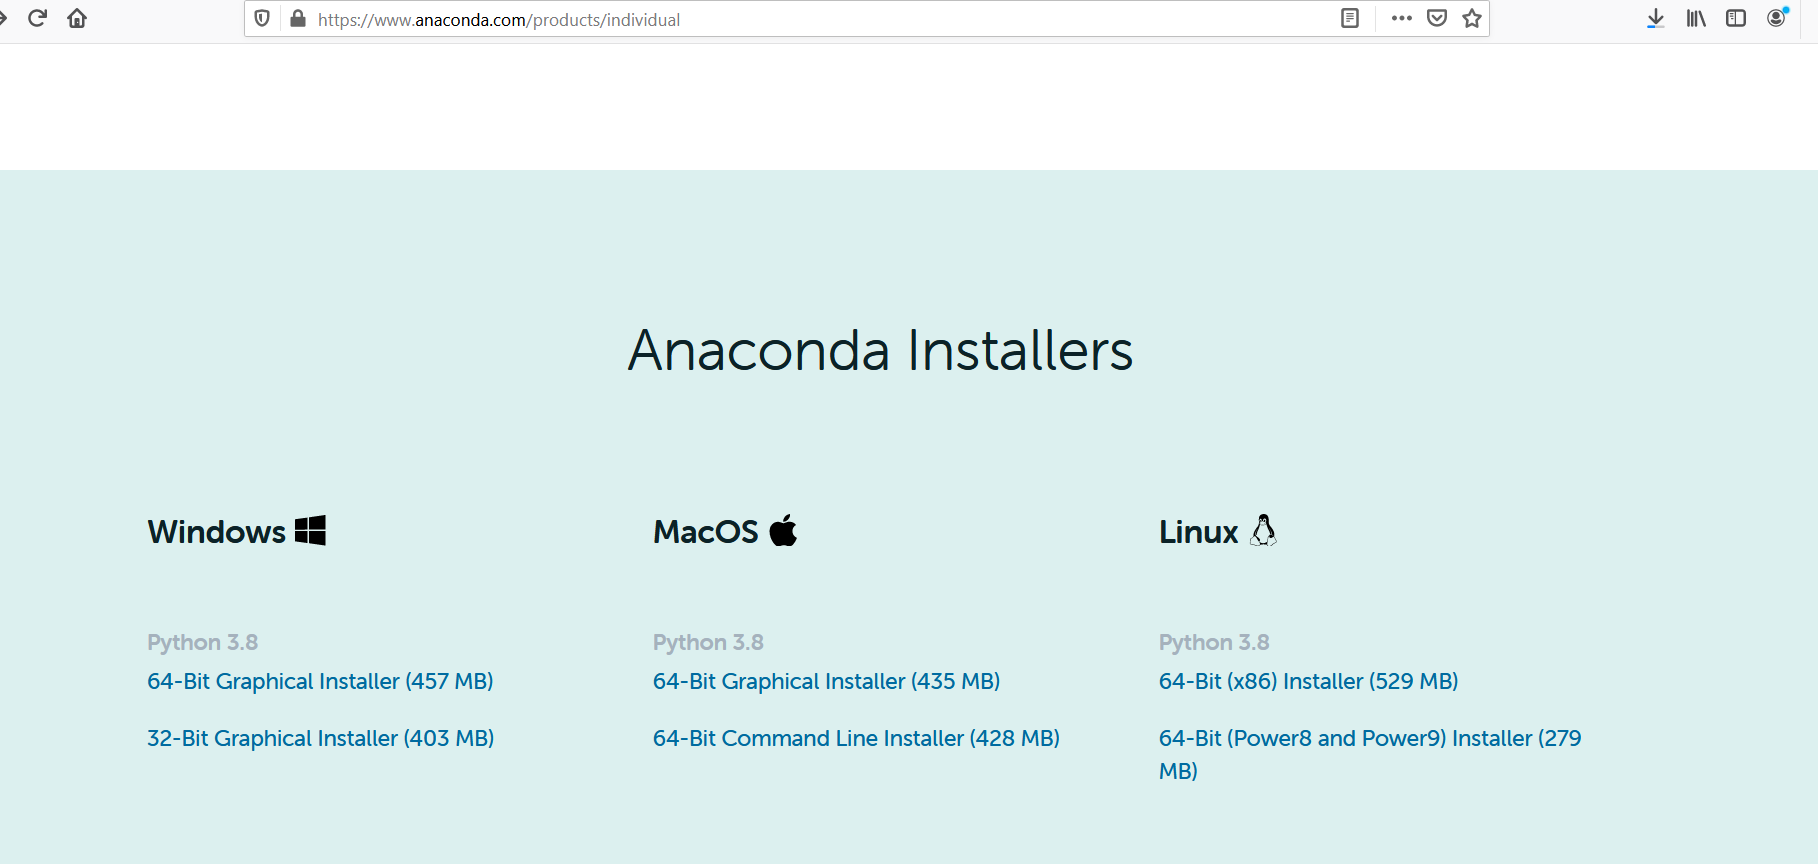 https://www.anaconda.com/products/individual
Anaconda Installers
Windows
Python 3.8
64-Bit Graphical Installer (457 MB)
32-Bit Graphical Installer (403 MB)
MacOS
Python 3.8
64-Bit Graphical Installer (435 MB)
64-Bit Command Line Installer (428 MB)
Linux
Python 3.8
64-Bit (x86) Installer (529 MB)
64-Bit (Power8 and Power9) Installer (279
MB)